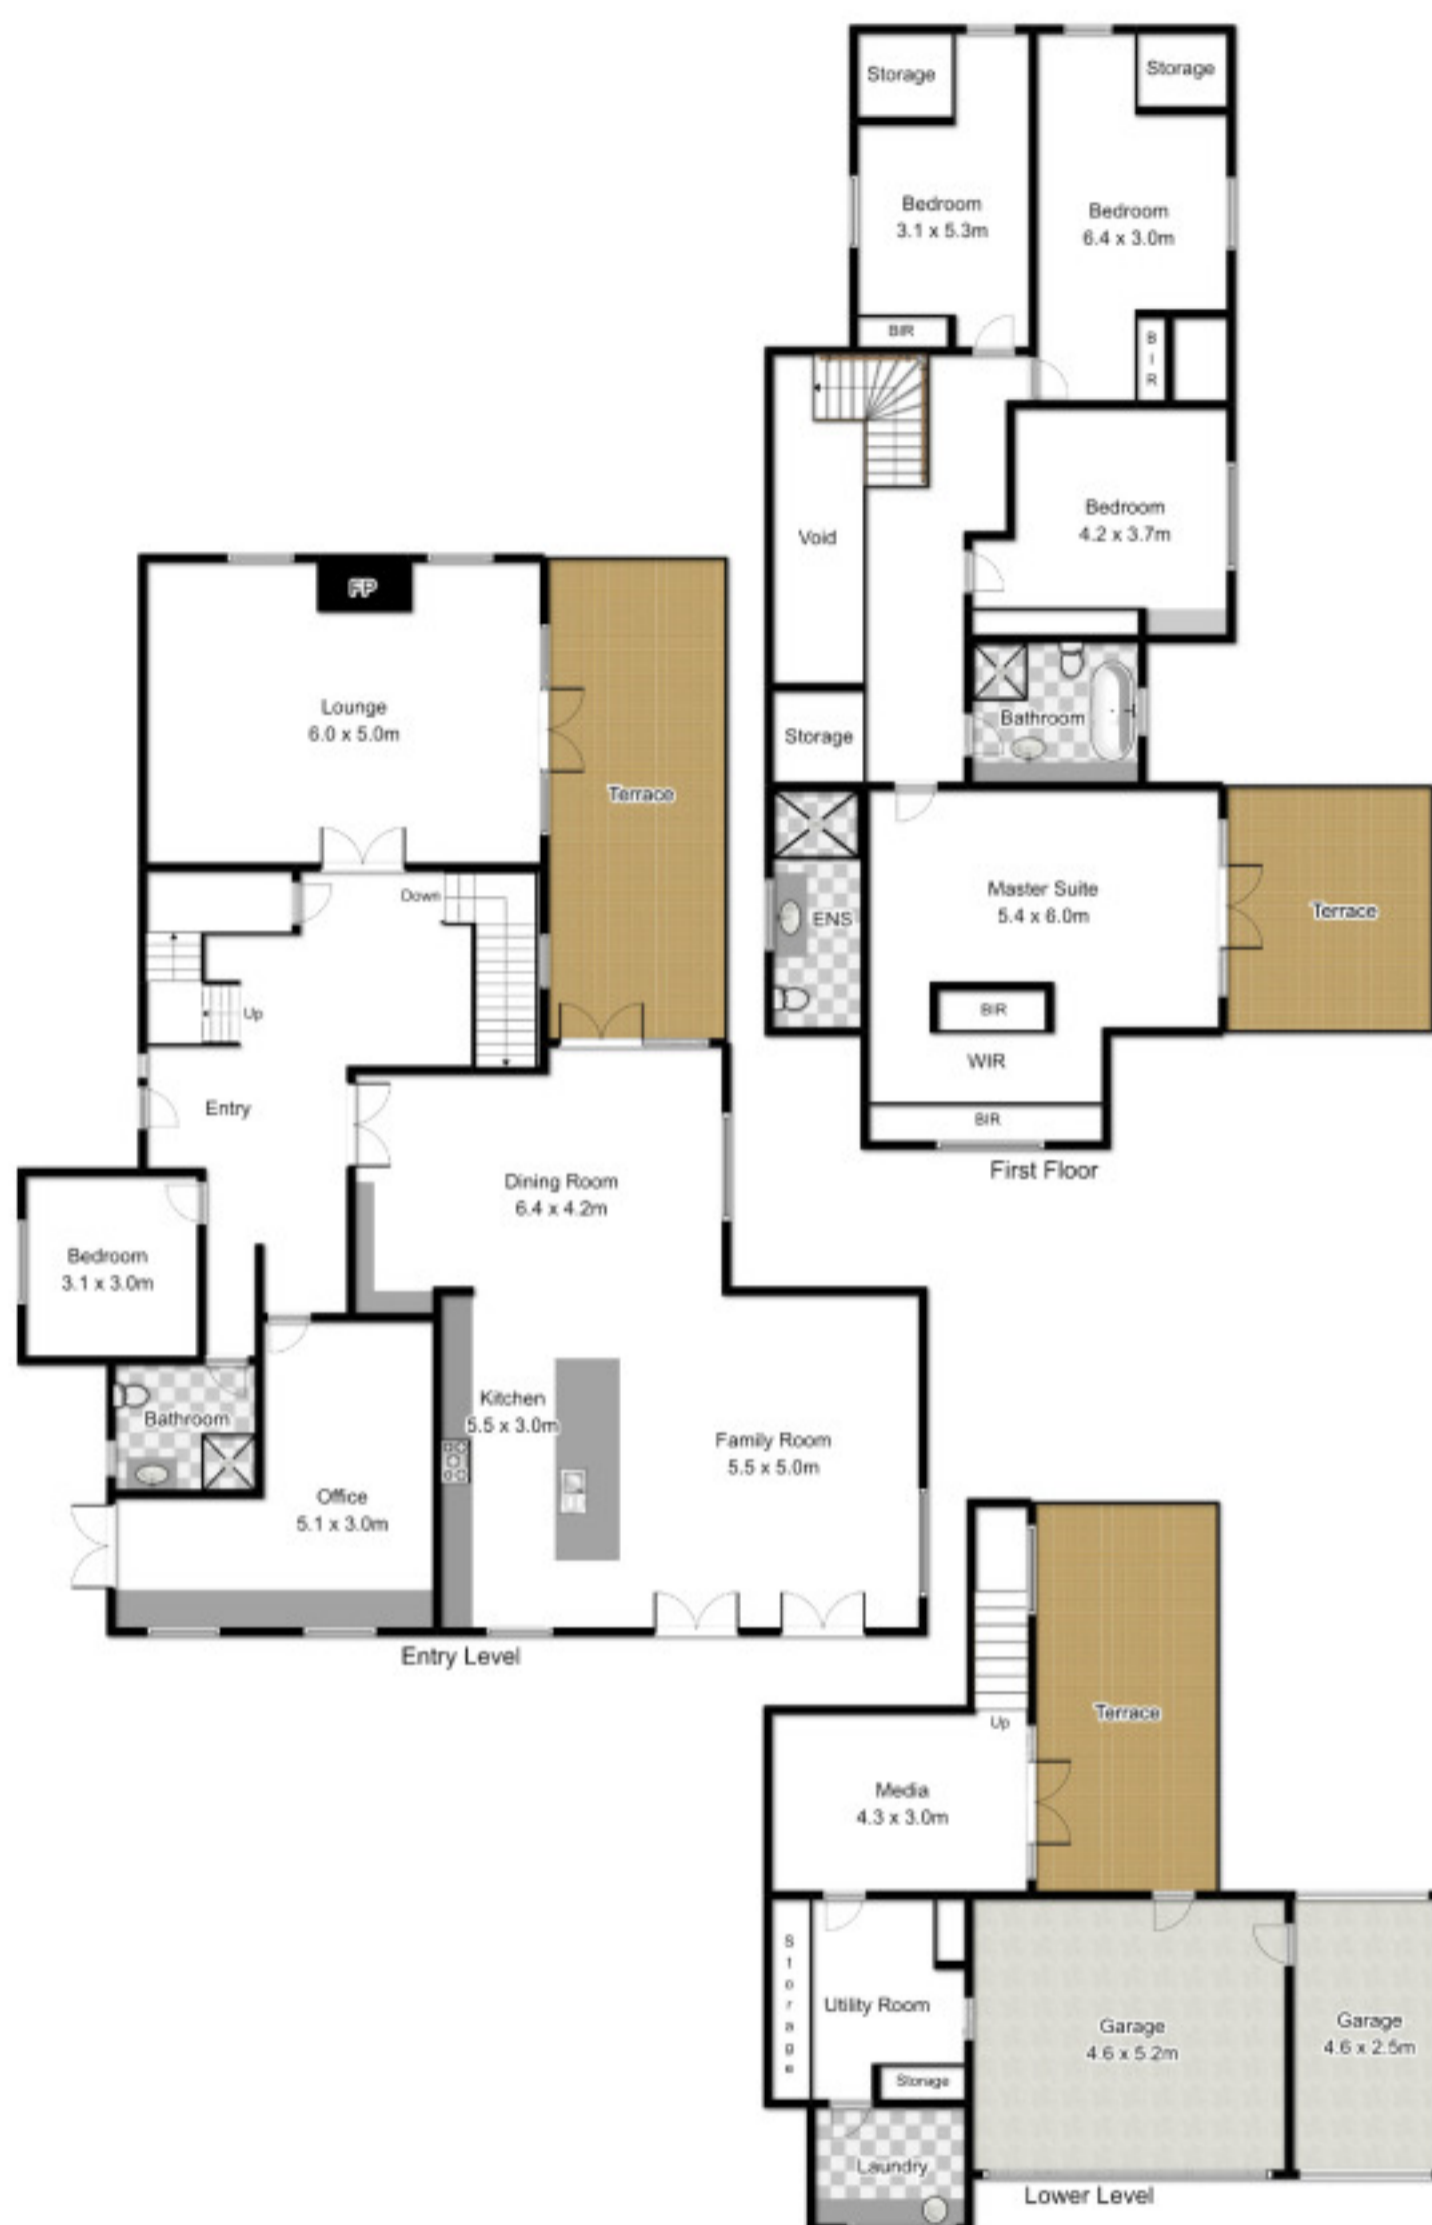 Storage
Storage
Bedroom
3.1 x 5.3m
Bedroom
6.4 x 3.0m
BIR
B
I
R
Bedroom
4.2 x 3.7m
Void
Bathroom
Storage
ENS
Master Suite
5.4 x 6.0m
Terrace
BIR
WIR
BIR
First Floor
FP
Lounge
6.0 x 5.0m
Terrace
Down
Up
Entry
Dining Room
6.4 x 4.2m
Bedroom
3.1 x 3.0m
Bathroom
Kitchen
5.5 x 3.0m
Family Room
5.5 x 5.0m
Office
5.1 x 3.0m
Entry Level
Up
Terrace
Media
4.3 x 3.0m
S
t
o
r
a
g
e
Utility Room
Storage
Garage
4.6 x 5.2m
Garage
4.6 x 2.5m
Laundry
Lower Level